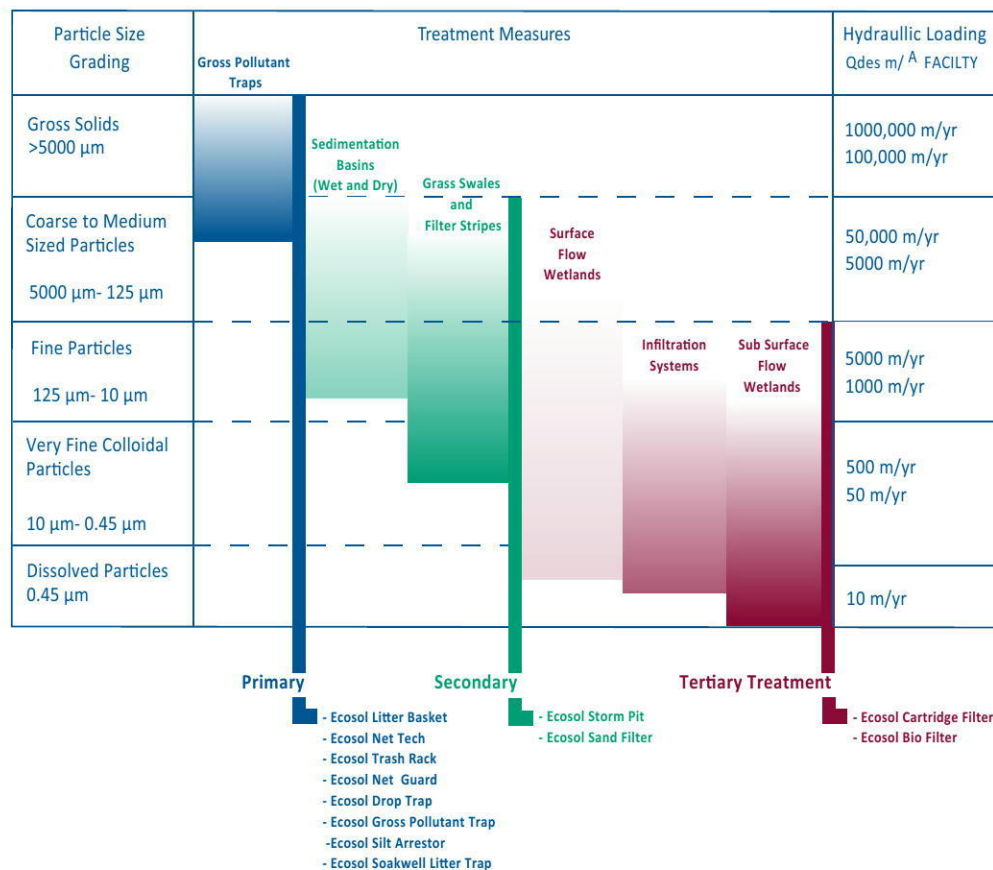 Particle Size
Grading
Treatment Measures
Hydraullic Loading
Qdes m/ A FACILTY
Gross Pollutant
Traps
Gross Solids
>5000 µm
1000,000 m/yr
100,000 m/yr
Sedimentation
Basins
(Wet and Dry)
Grass Swales
and
Filter Stripes
Coarse to Medium
Sized Particles
5000 µm- 125 µm
Surface
Flow
Wetlands
50,000 m/yr
5000 m/yr
Fine Particles
125 µm- 10 µm
Infiltration
Systems
Sub Surface
Flow
Wetlands
5000 m/yr
1000 m/yr
Very Fine Colloidal
Particles
10 µm- 0.45 µm
500 m/yr
50 m/yr
Dissolved Particles
0.45 µm
10 m/yr
Primary
- Ecosol Litter Basket
- Ecosol Net Tech
- Ecosol Trash Rack
- Ecosol Net Guard
- Ecosol Drop Trap
- Ecosol Gross Pollutant Trap
-Ecosol Silt Arrestor
- Ecosol Soakwell Litter Trap
Secondary
- Ecosol Storm Pit
- Ecosol Sand Filter
Tertiary Treatment
- Ecosol Cartridge Filter
- Ecosol Bio Filter